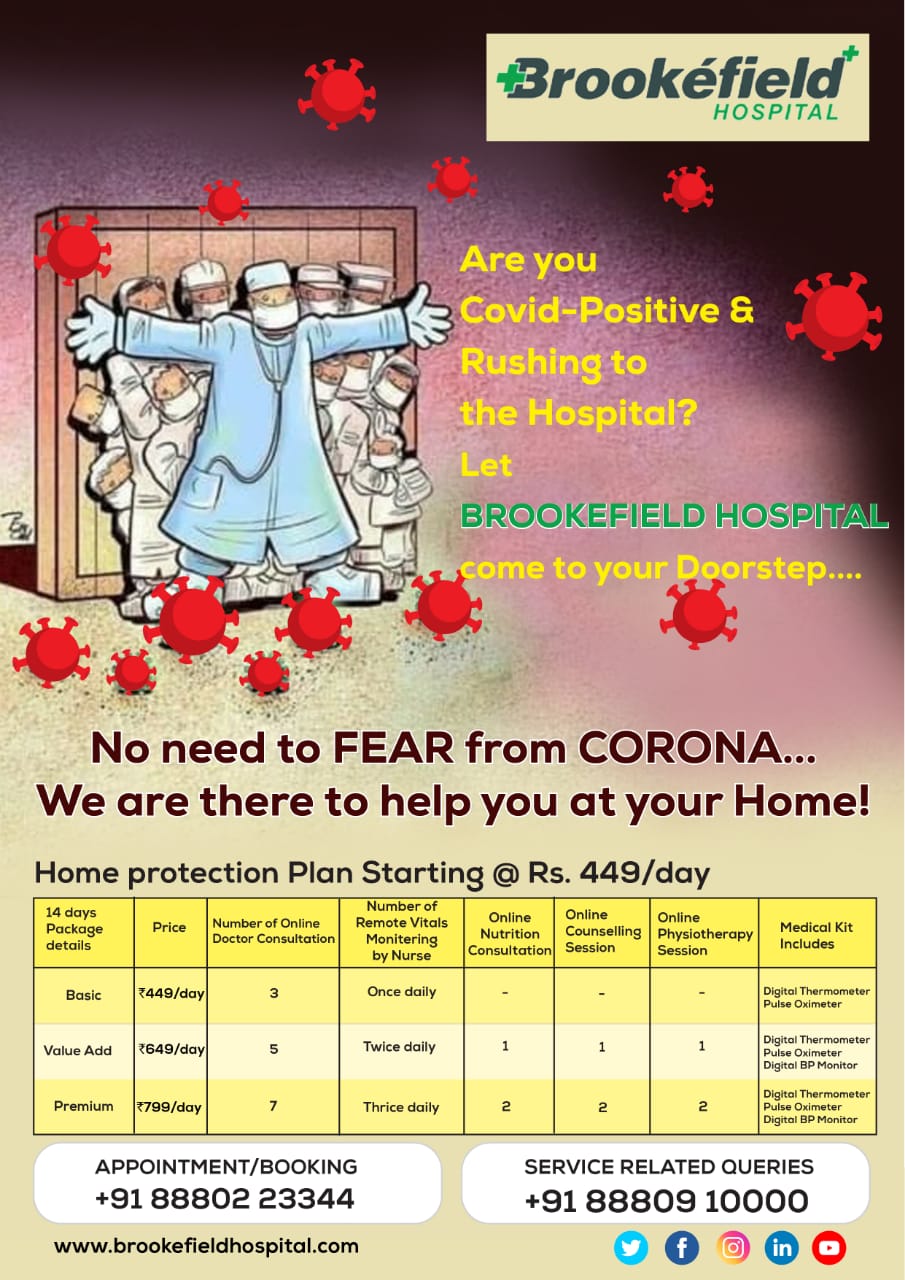 Brookéfield
HOSPITAL
Are you
Covid-Positive &
Rushing to
the Hospital?
Let
BROOKEFIELD HOSPITAL
come to your Doorstep....
No need to FEAR from CORONA...
We are there to help you at your Home!
Home protection Plan Starting @ Rs. 449/day
14 days
Package
details
Price
Number of Online
Doctor Consultation
Number of
Remote Vitals
Monitering
by Nurse
Online
Nutrition
Consultation
Online
Counselling
Session
Online
Physiotherapy
Session
Medical Kit
Includes
Basic
₹449/day
3
Once daily
-
-
-
Digital Thermometer
Pulse Oximeter
Value Add
₹649/day
5
Twice daily
1
1
1
Digital Thermometer
Pulse Oximeter
Digital BP Monitor
Premium
₹799/day
7
Thrice daily
2
2
2
Digital Thermometer
Pulse Oximeter
Digital BP Monitor
APPOINTMENT/BOOKING
+91 88802 23344
SERVICE RELATED QUERIES
+91 88809 10000
www.brookefieldhospital.com